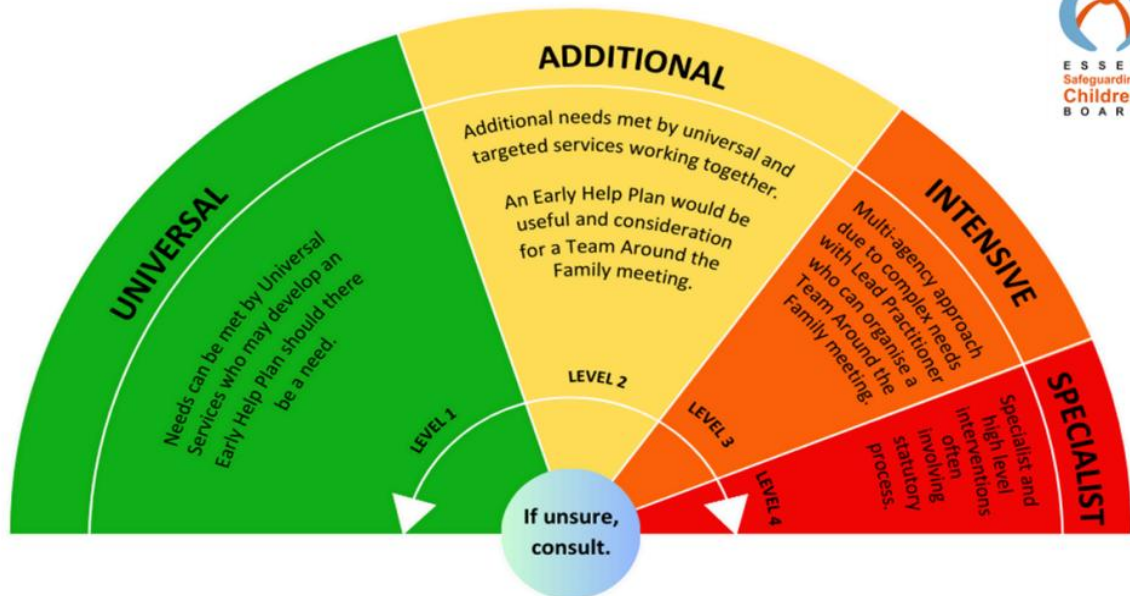 UNIVERSAL
Needs can be met by Universal
Services who may develop an
Early Help Plan should there
be a need.
LEVEL 1
ADDITIONAL
Additional needs met by universal and
targeted services working together.
An Early Help Plan would be
useful and consideration
for a Team Around the
Family meeting.
LEVEL 2
INTENSIVE
Multi-agency approach
due to complex needs
with Lead Practitioner
who can organise a
Team Around the
Family meeting.
LEVEL 3
SPECIALIST
Specialist and
high level
interventions
often
involving
statutory
process.
LEVEL 4
If unsure,
consult.